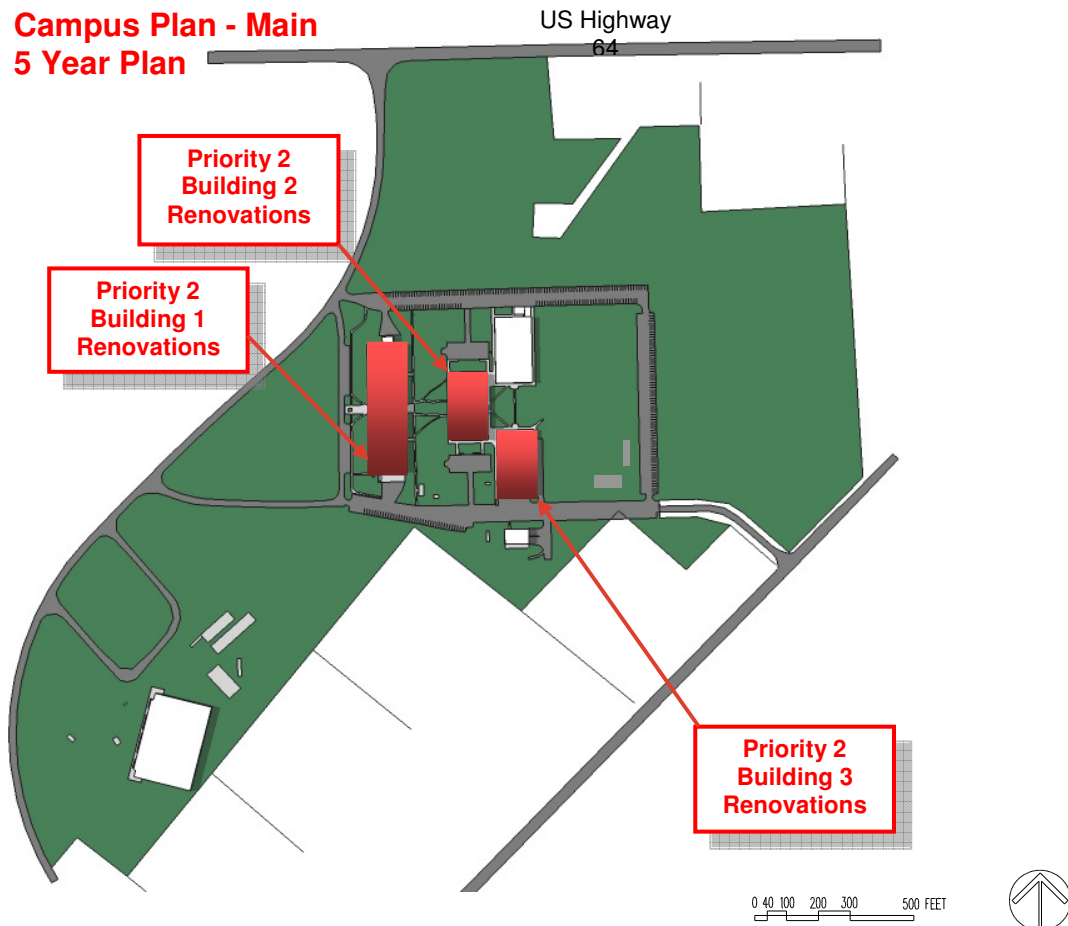 Campus Plan - Main
5 Year Plan
US Highway
64
Priority 2
Building 2
Renovations
Priority 2
Building 1
Renovations
Priority 2
Building 3
Renovations
0 40 100 200 300 500 FEET